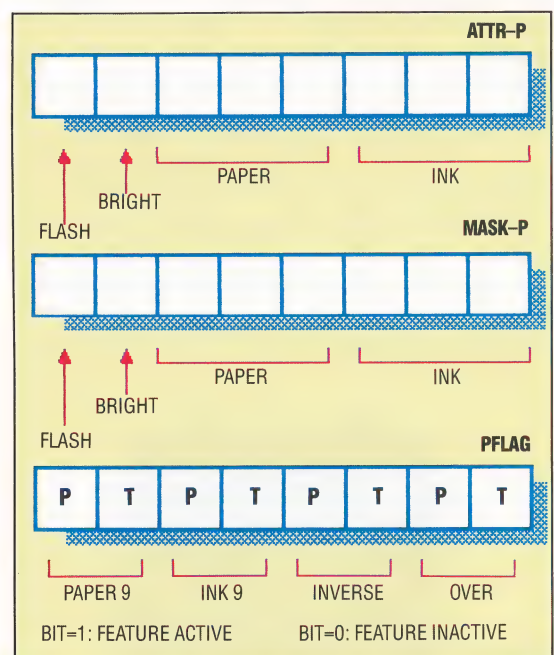 ATTR–P
PAPER INK
BRIGHT
FLASH
MASK–P
PAPER INK
BRIGHT
FLASH
PFLAG
P T P T P T P T
PAPER 9 INK 9 INVERSE OVER
BIT=1: FEATURE ACTIVE BIT=0: FEATURE INACTIVE